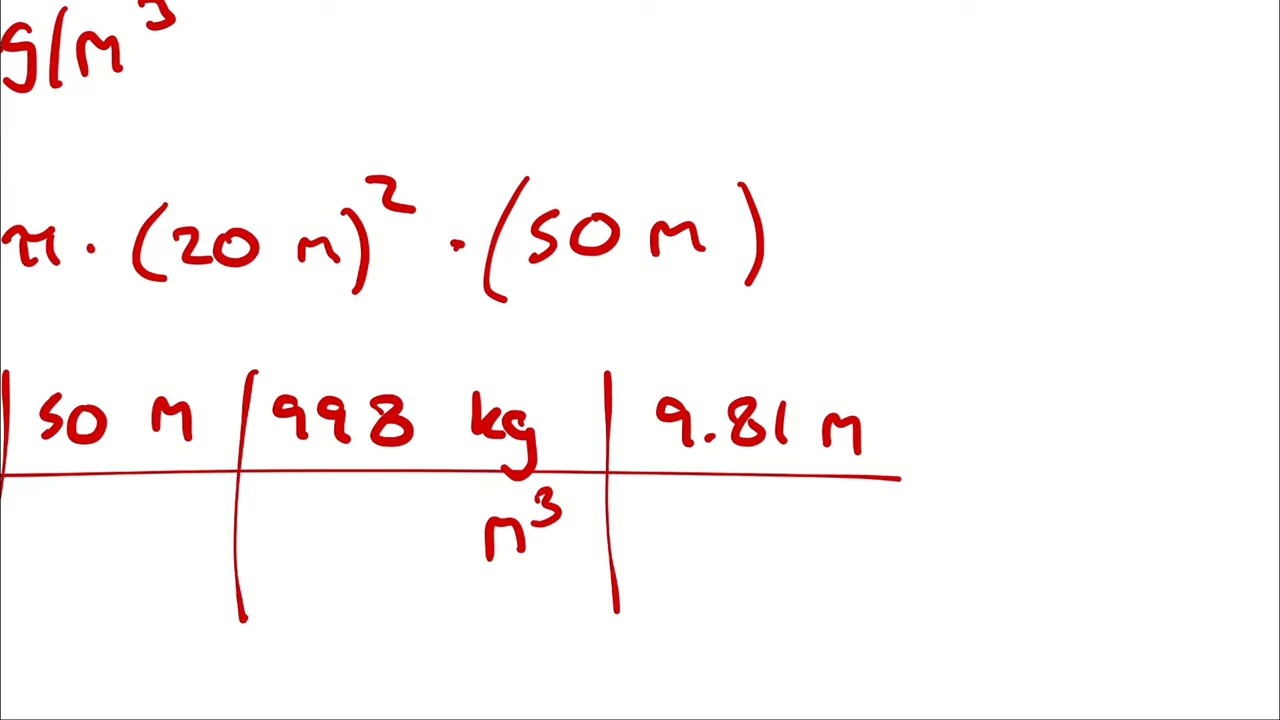 g/m³
π · (20 m)² · (50 m)
50 m | 998 kg | 9.81 m
m³